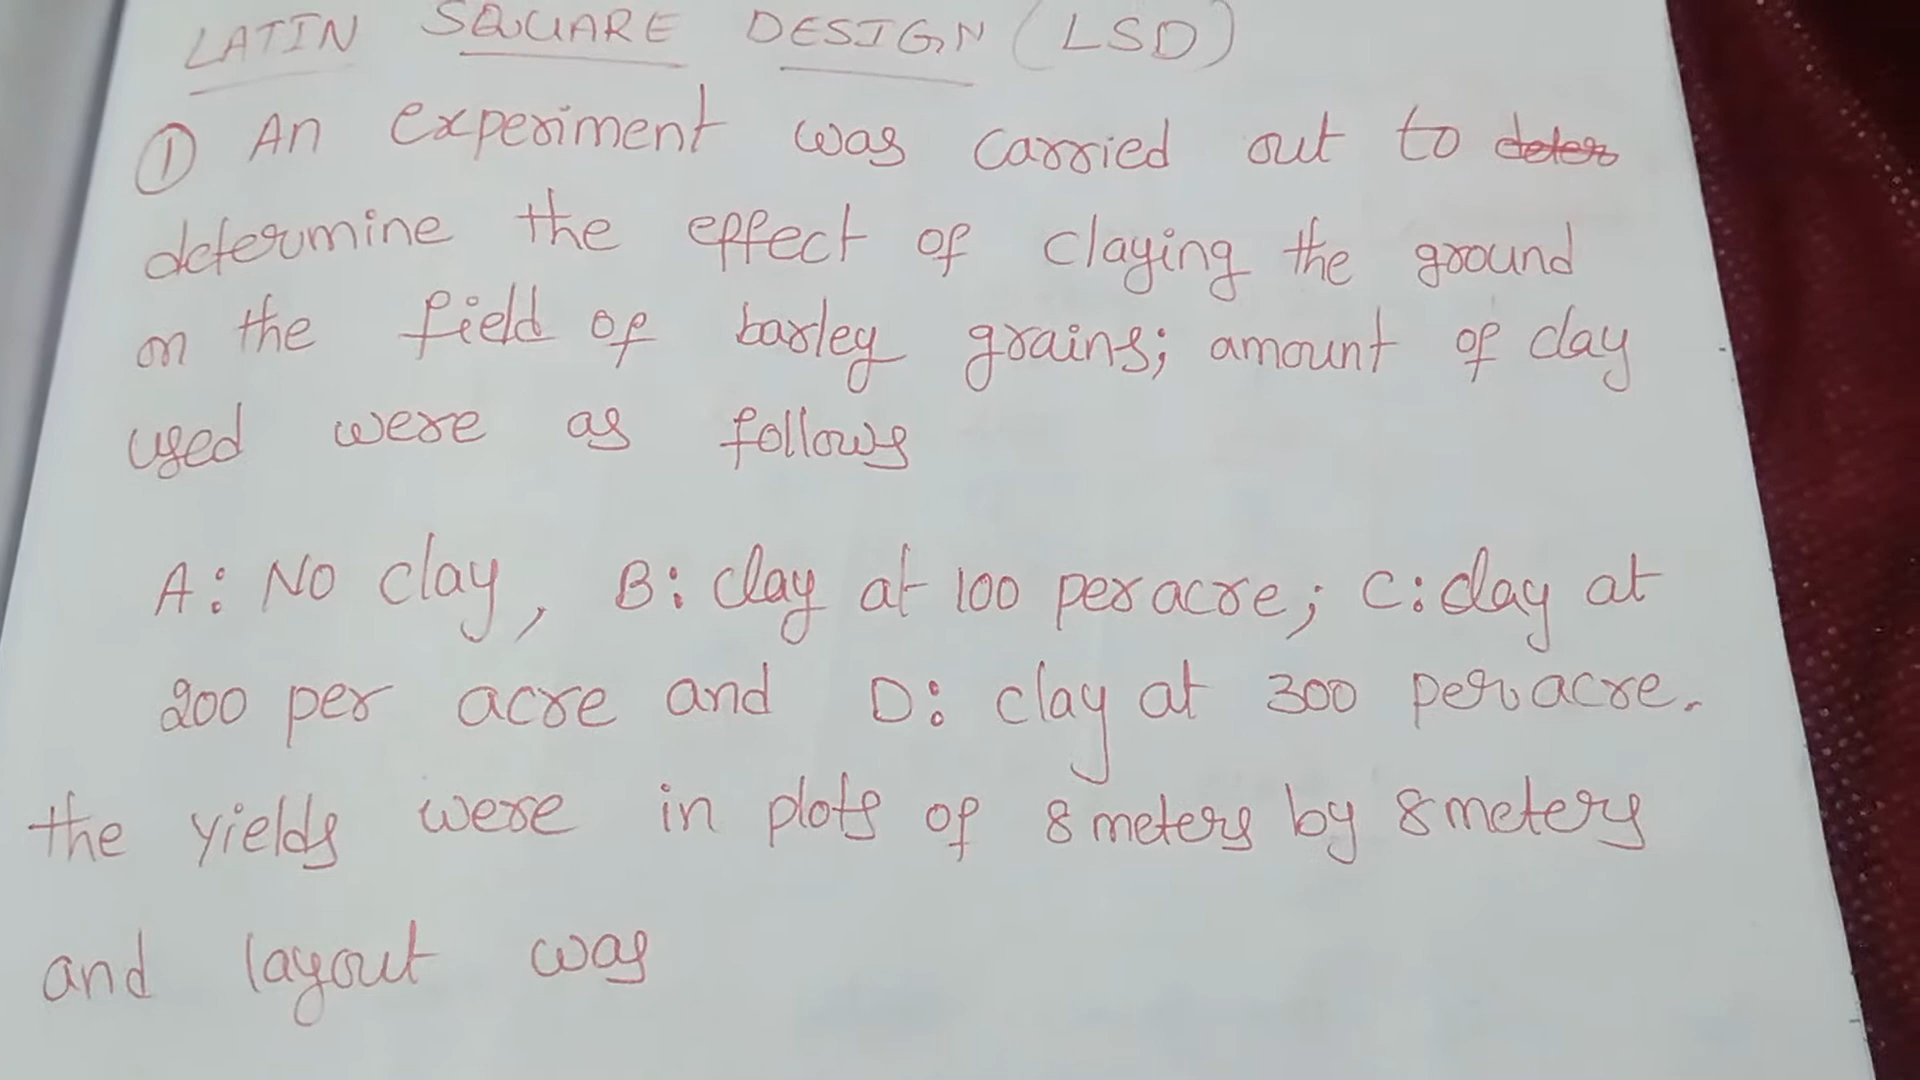 LATIN SQUARE DESIGN (LSD)
① An experiment was carried out to deter
determine the effect of claying the ground
on the field of barley grains; amount of clay
used were as follows
A: No clay, B: clay at 100 per acre; C: clay at
200 per acre and D: clay at 300 per acre.
the yields were in plots of 8 meters by 8 meters
and layout was